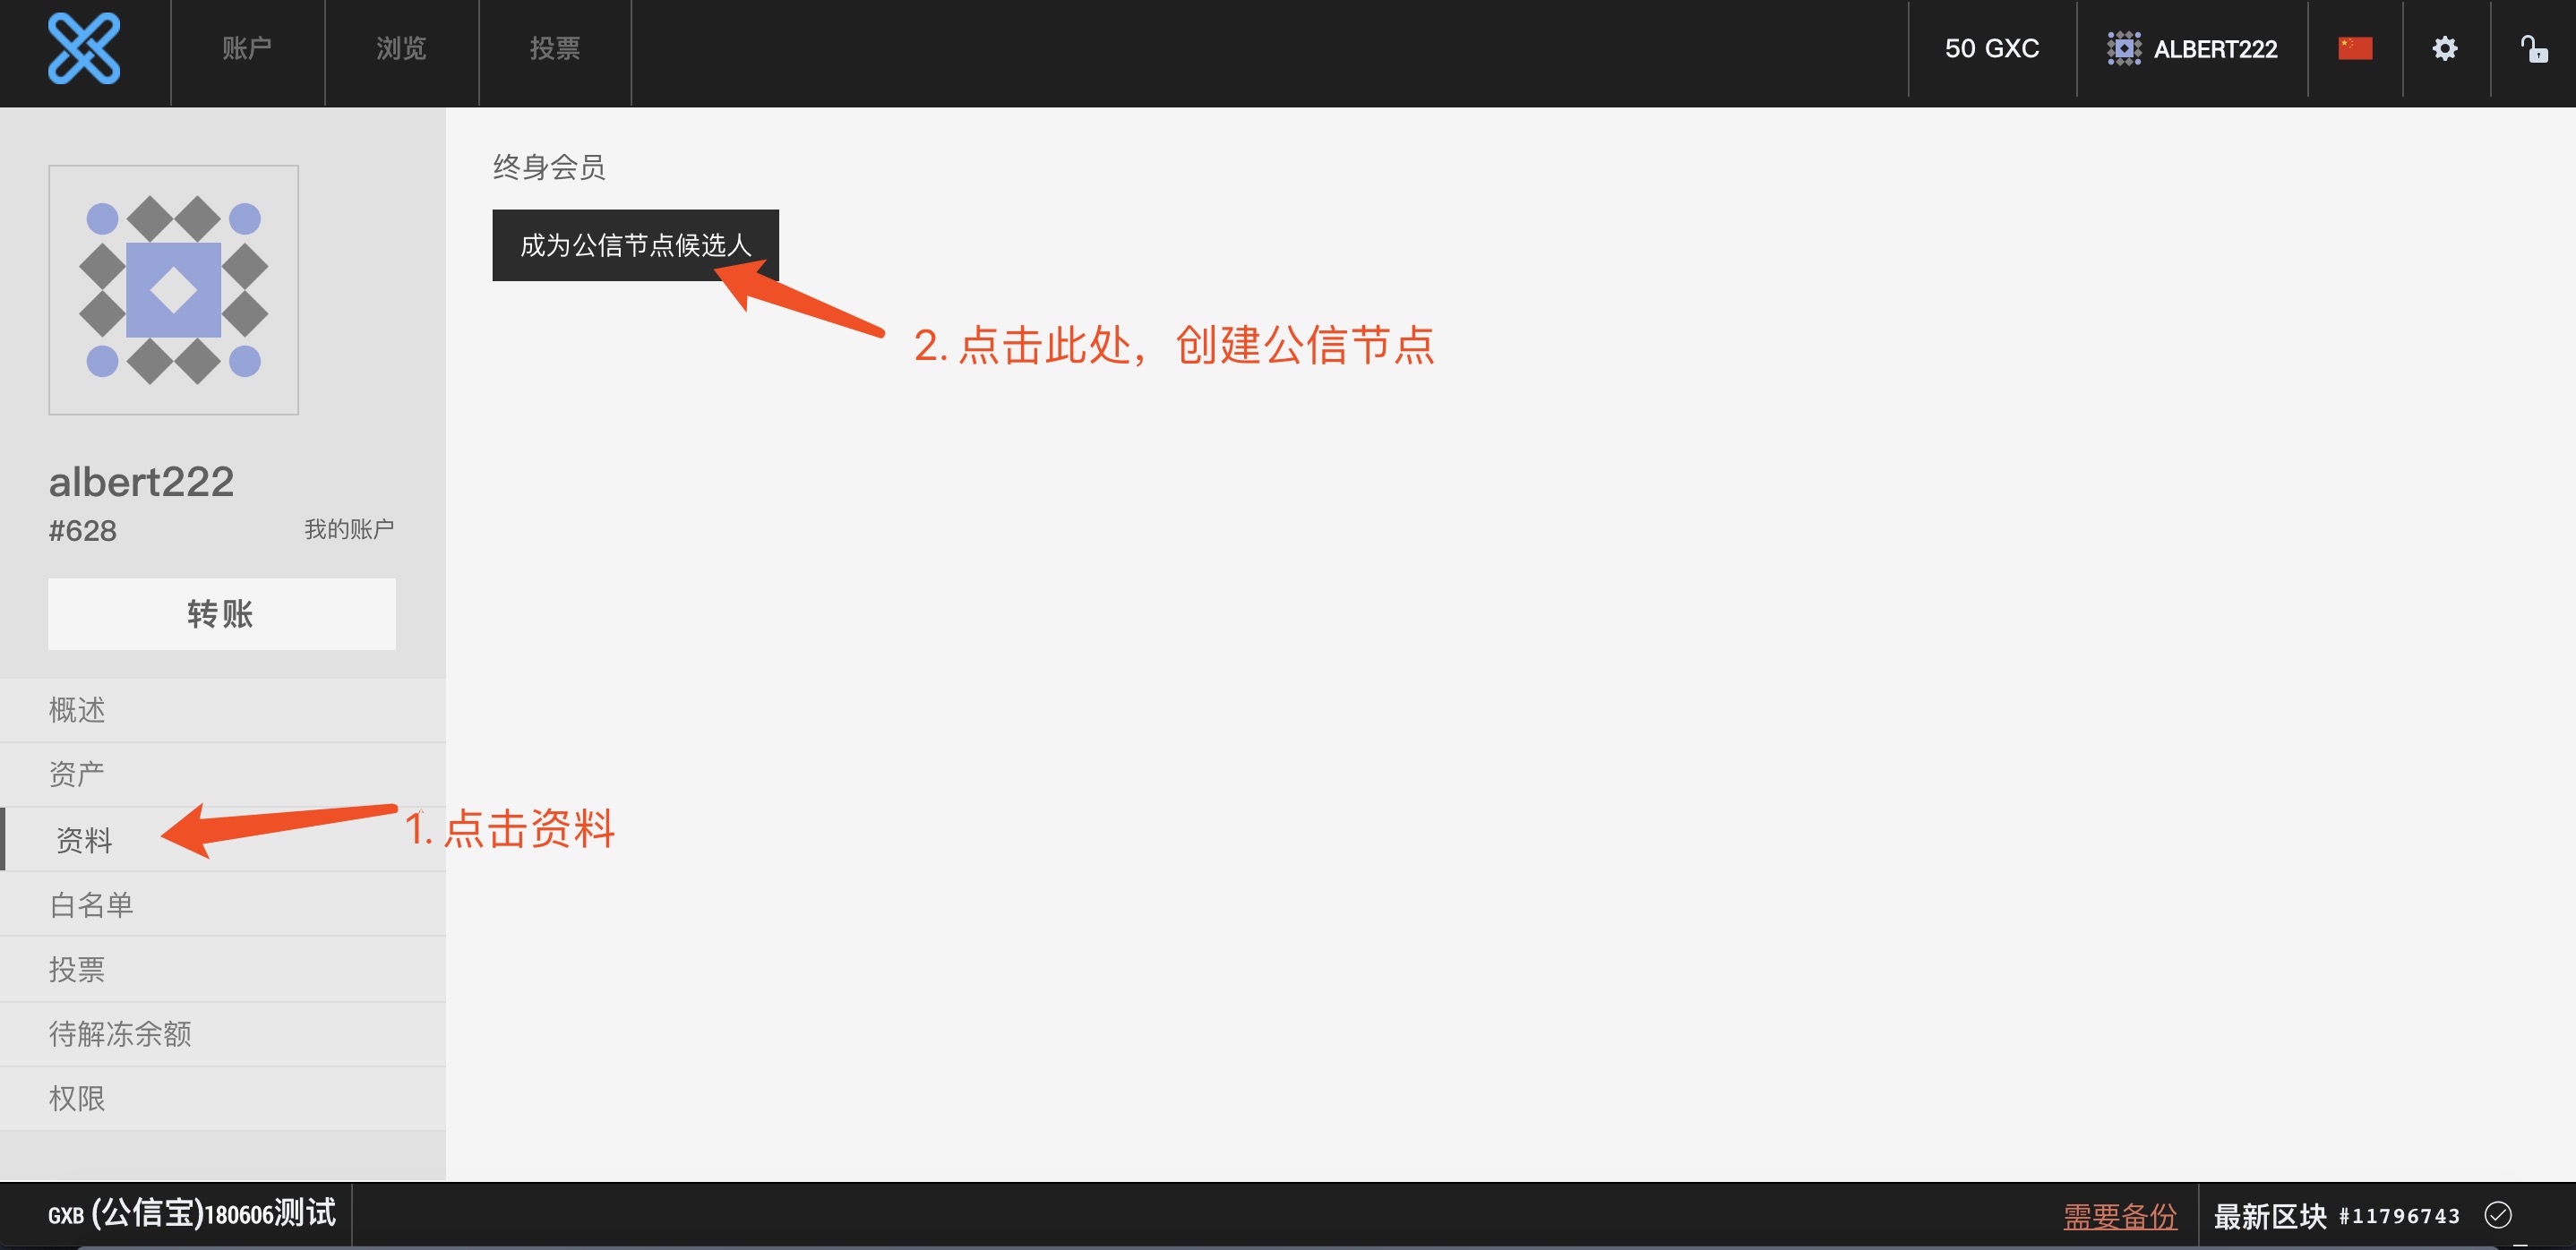 账户
浏览
投票
50 GXC
ALBERT222
终身会员
成为公信节点候选人
2. 点击此处，创建公信节点
albert222
#628
我的账户
转账
概述
资产
资料
1. 点击资料
白名单
投票
待解冻余额
权限
GXB (公信宝)180606测试
需要备份
最新区块 #11796743